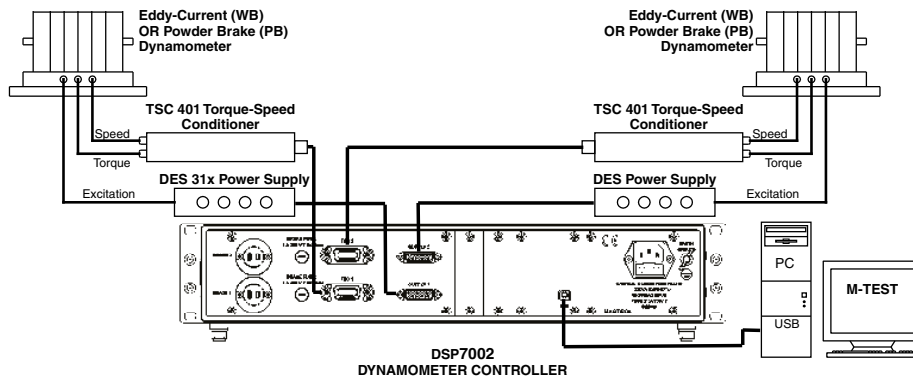 Eddy-Current (WB)
OR Powder Brake (PB)
Dynamometer
Eddy-Current (WB)
OR Powder Brake (PB)
Dynamometer
TSC 401 Torque-Speed
Conditioner
TSC 401 Torque-Speed
Conditioner
Speed
Torque
Speed
Torque
DES 31x Power Supply
DES Power Supply
Excitation
Excitation
PC
M-TEST
USB
DSP7002
DYNAMOMETER CONTROLLER